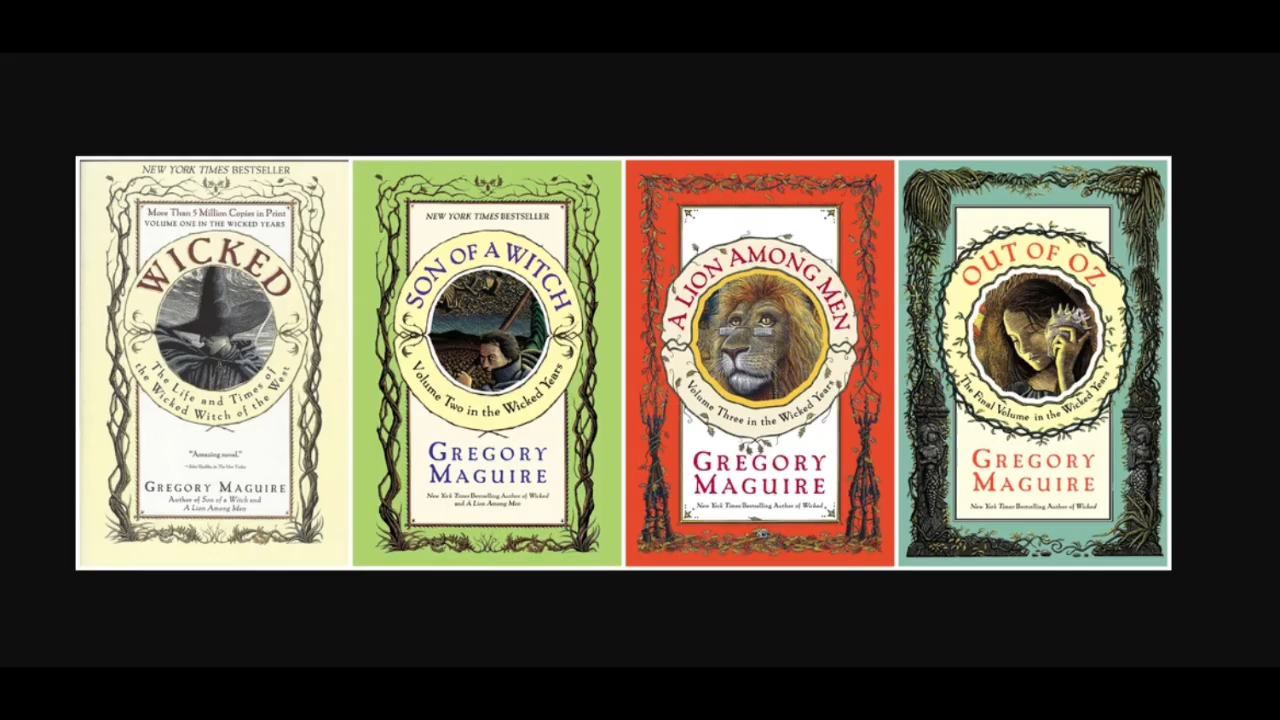 NEW YORK TIMES BESTSELLER
More Than 5 Million Copies in Print
VOLUME ONE IN THE WICKED YEARS
WICKED
The Life and Times of
the Wicked Witch of the West
"Amazing novel."
GREGORY MAGUIRE
Author of Son of a Witch and
A Lion Among Men
NEW YORK TIMES BESTSELLER
SON OF A WITCH
Volume Two in the Wicked Years
GREGORY
MAGUIRE
New York Times Bestselling Author of Wicked
and A Lion Among Men
A LION AMONG MEN
Volume Three in the Wicked Years
GREGORY
MAGUIRE
New York Times Bestselling Author of Wicked
OUT OF OZ
The Final Volume in the Wicked Years
GREGORY
MAGUIRE
New York Times Bestselling Author of Wicked